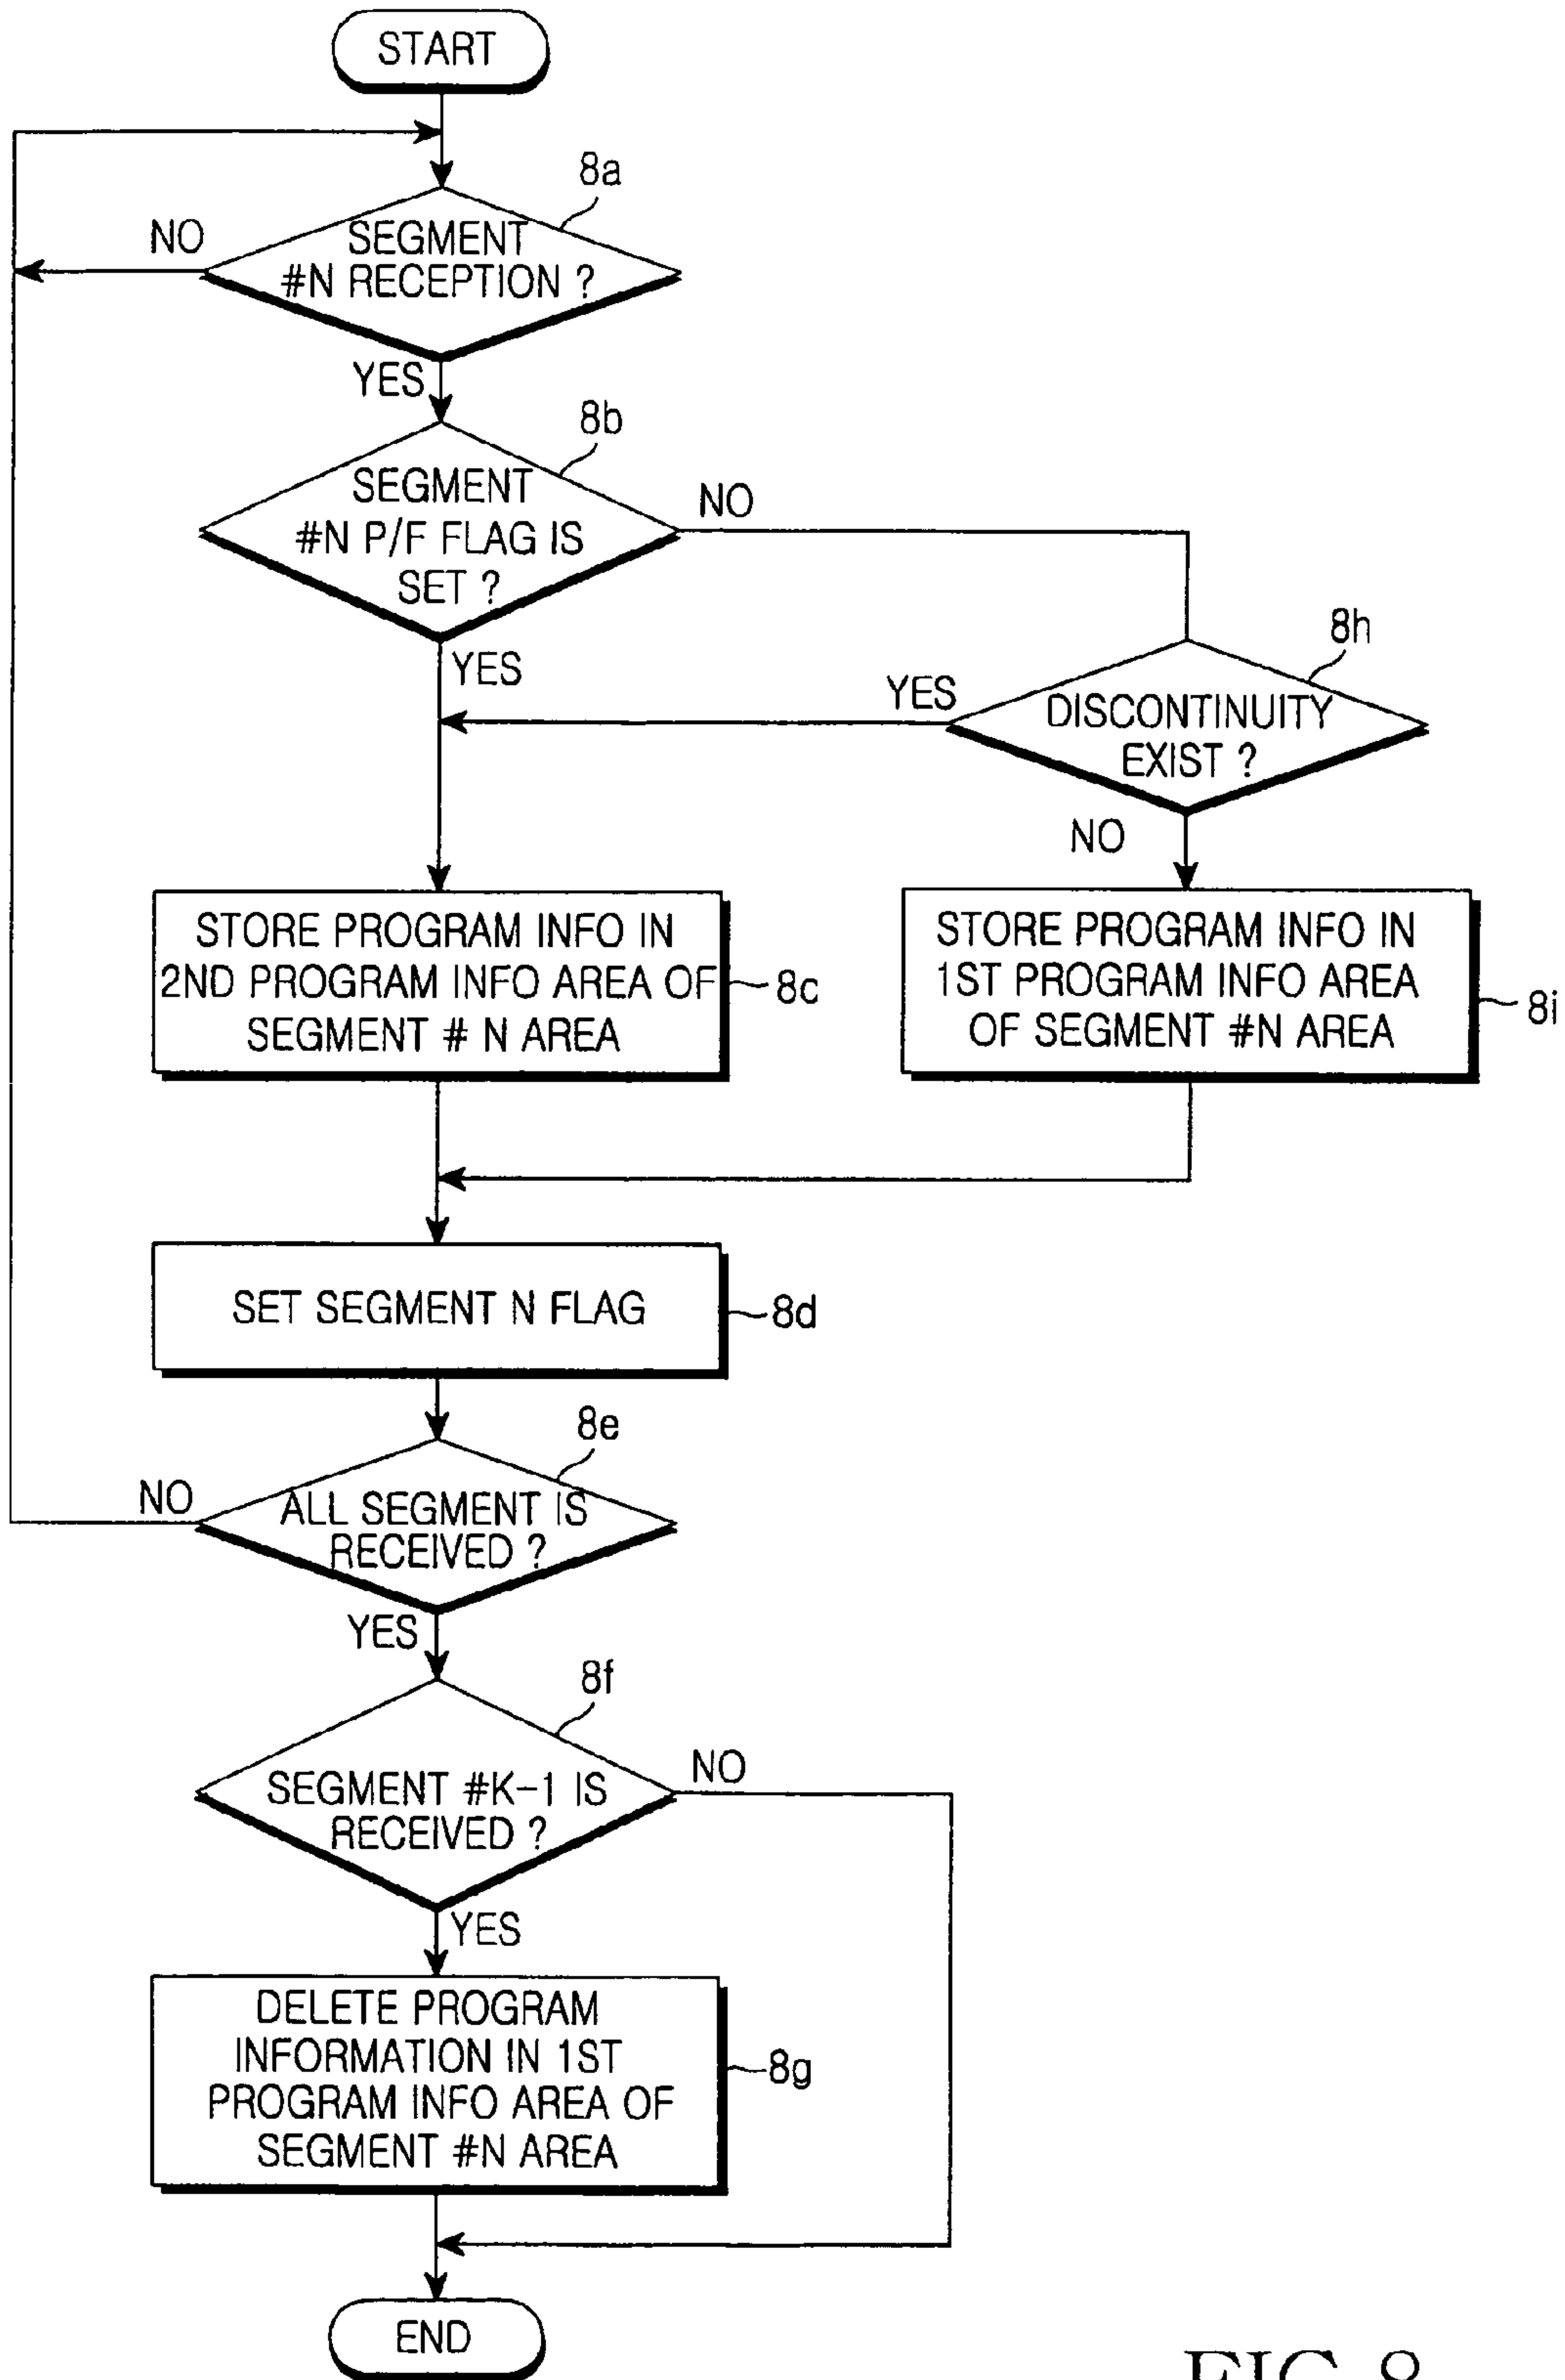 START
8a
NO
SEGMENT
#N RECEPTION ?
YES
8b
SEGMENT
#N P/F FLAG IS
SET ?
NO
YES
8h
YES
DISCONTINUITY
EXIST ?
NO
STORE PROGRAM INFO IN
2ND PROGRAM INFO AREA OF
SEGMENT # N AREA
8c
STORE PROGRAM INFO IN
1ST PROGRAM INFO AREA
OF SEGMENT #N AREA
8i
SET SEGMENT N FLAG
8d
8e
NO
ALL SEGMENT IS
RECEIVED ?
YES
8f
SEGMENT #K-1 IS
RECEIVED ?
NO
YES
DELETE PROGRAM
INFORMATION IN 1ST
PROGRAM INFO AREA OF
SEGMENT #N AREA
8g
END
FIG.8